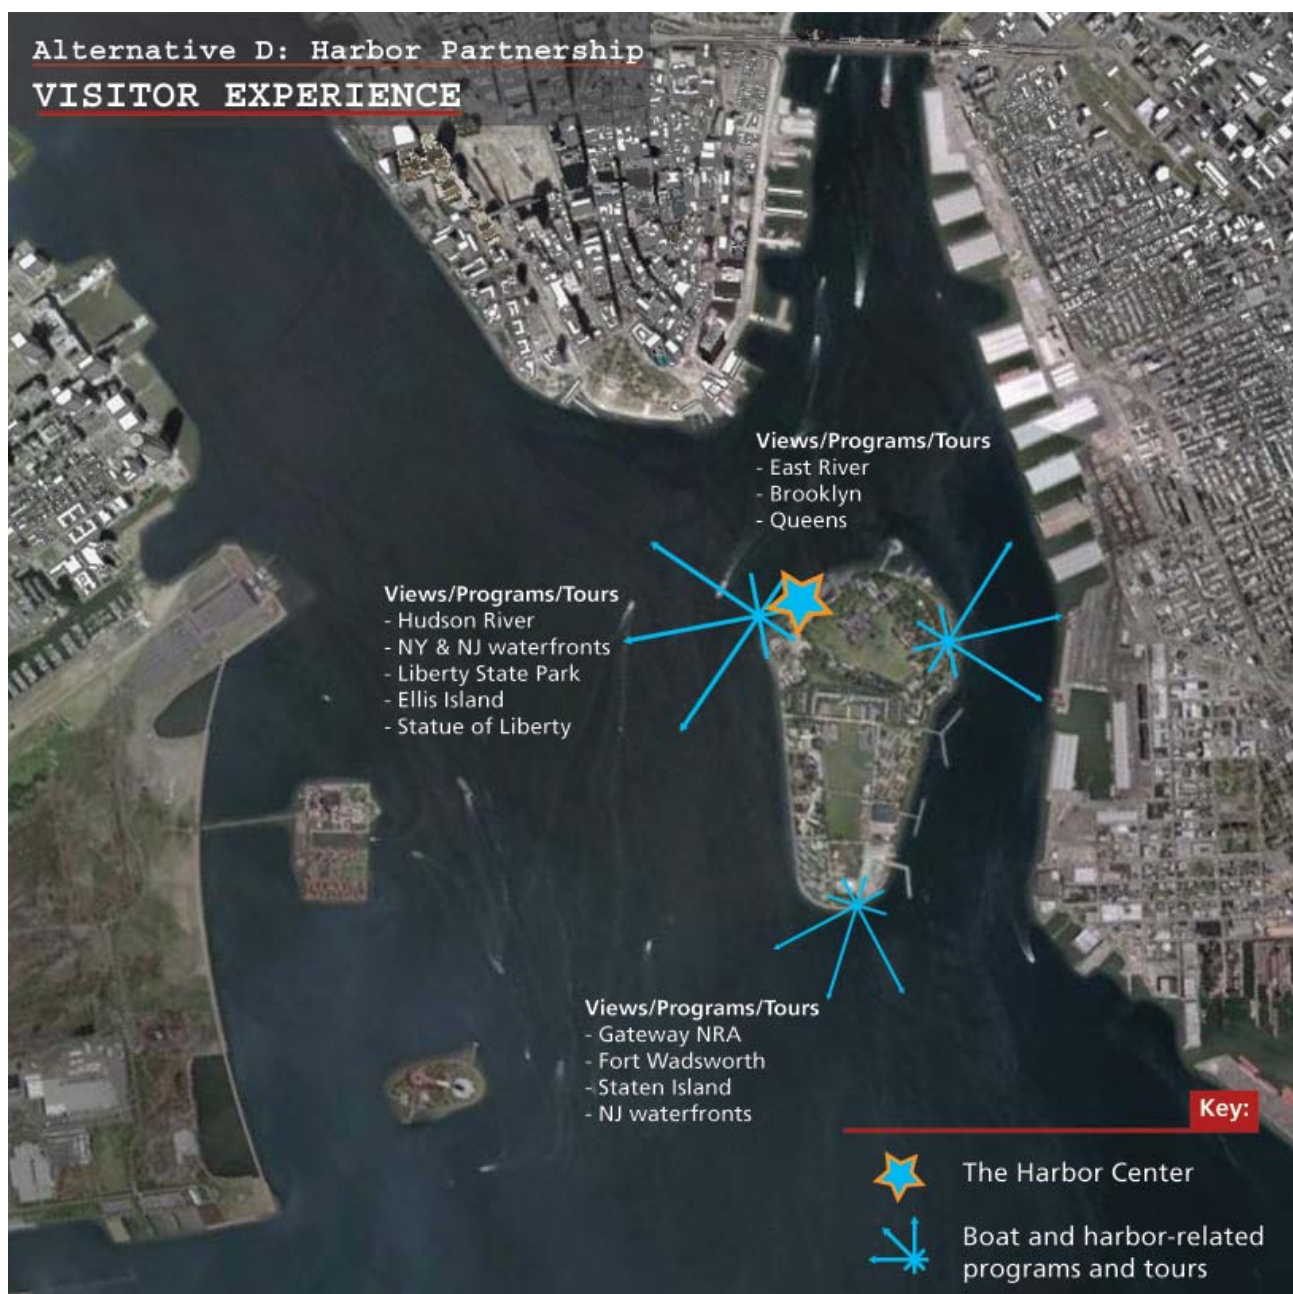 Alternative D: Harbor Partnership
VISITOR EXPERIENCE
Views/Programs/Tours
- East River
- Brooklyn
- Queens
Views/Programs/Tours
- Hudson River
- NY & NJ waterfronts
- Liberty State Park
- Ellis Island
- Statue of Liberty
Views/Programs/Tours
- Gateway NRA
- Fort Wadsworth
- Staten Island
- NJ waterfronts
Key:
The Harbor Center
Boat and harbor-related
programs and tours